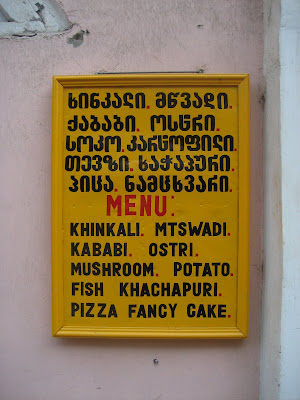 ხინკალი. მწვადი.
ქაბაბი. ოსტრი.
სოკო. კარტოფილი.
თევზი. ხაჭაპური.
პიცა. ნამცხვარი.
MENU:
KHINKALI. MTSWADI.
KABABI. OSTRI.
MUSHROOM. POTATO.
FISH KHACHAPURI.
PIZZA FANCY CAKE.